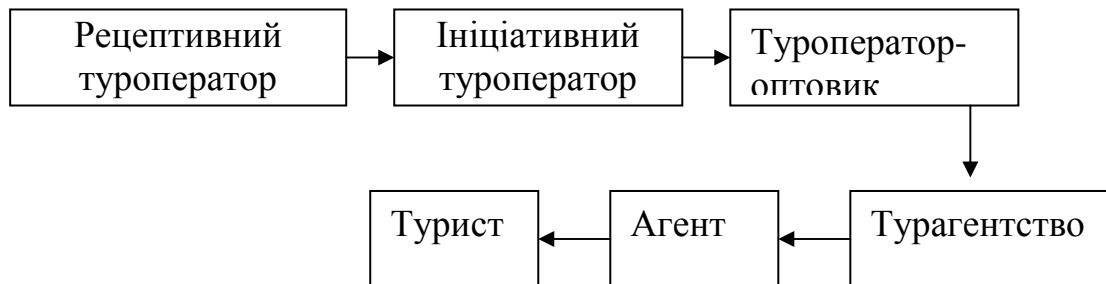 Рецептивний
туроператор
Ініціативний
туроператор
Туроператор-
оптовик
Турагентство
Агент
Турист